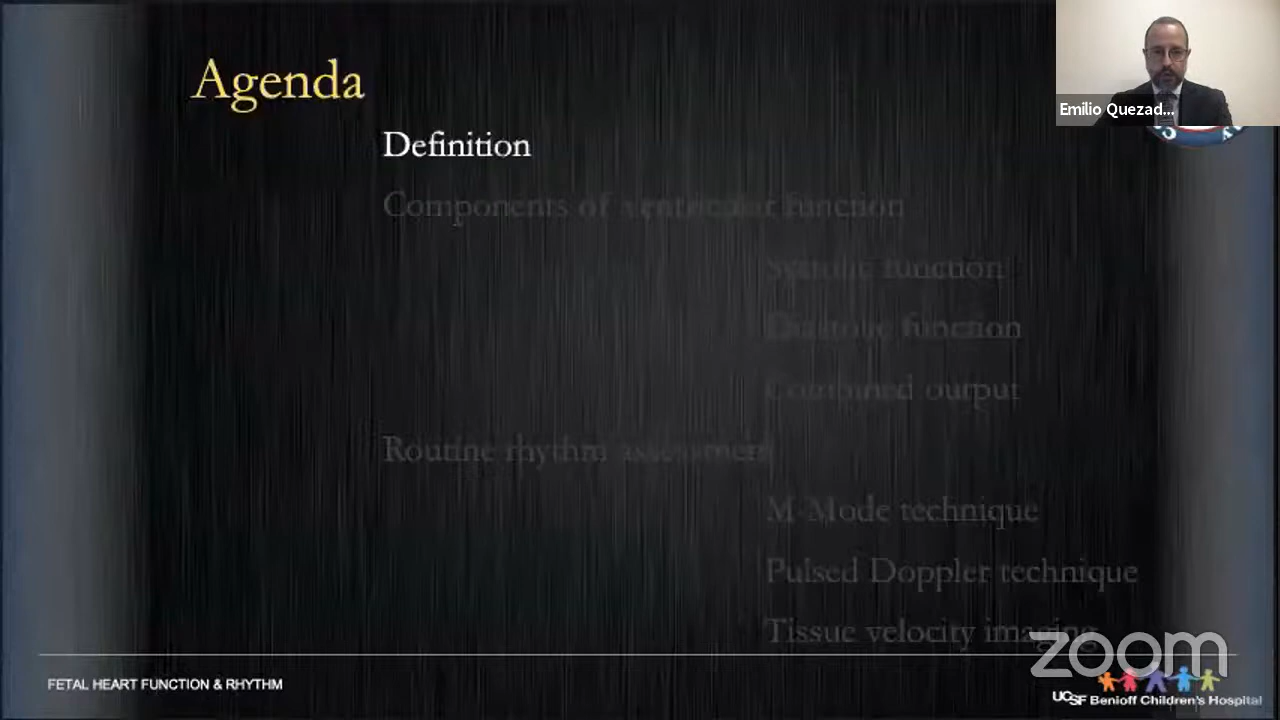 Agenda
Emilio Quezad...
Definition
Components of ventricular function
Systolic function
Diastolic function
Combined output
Routine rhythm assessment
M-Mode technique
Pulsed Doppler technique
Tissue velocity imaging
zoom
FETAL HEART FUNCTION & RHYTHM
UCSF Benioff Children's Hospital